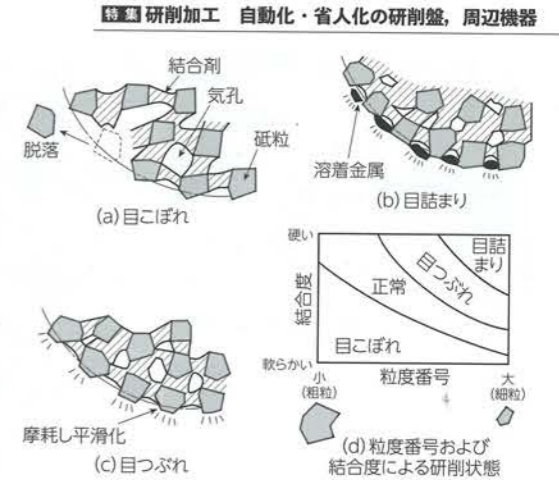 特集 研削加工 自動化・省人化の研削盤，周辺機器
結合剤
気孔
砥粒
脱落
(a)目こぼれ
溶着金属
(b)目詰まり
摩耗し平滑化
(c)目つぶれ
硬い
結合度
軟らかい
目詰
まり
目つぶれ
正常
目こぼれ
小
(粗粒)
粒度番号
大
(細粒)
(d)粒度番号および
結合度による研削状態